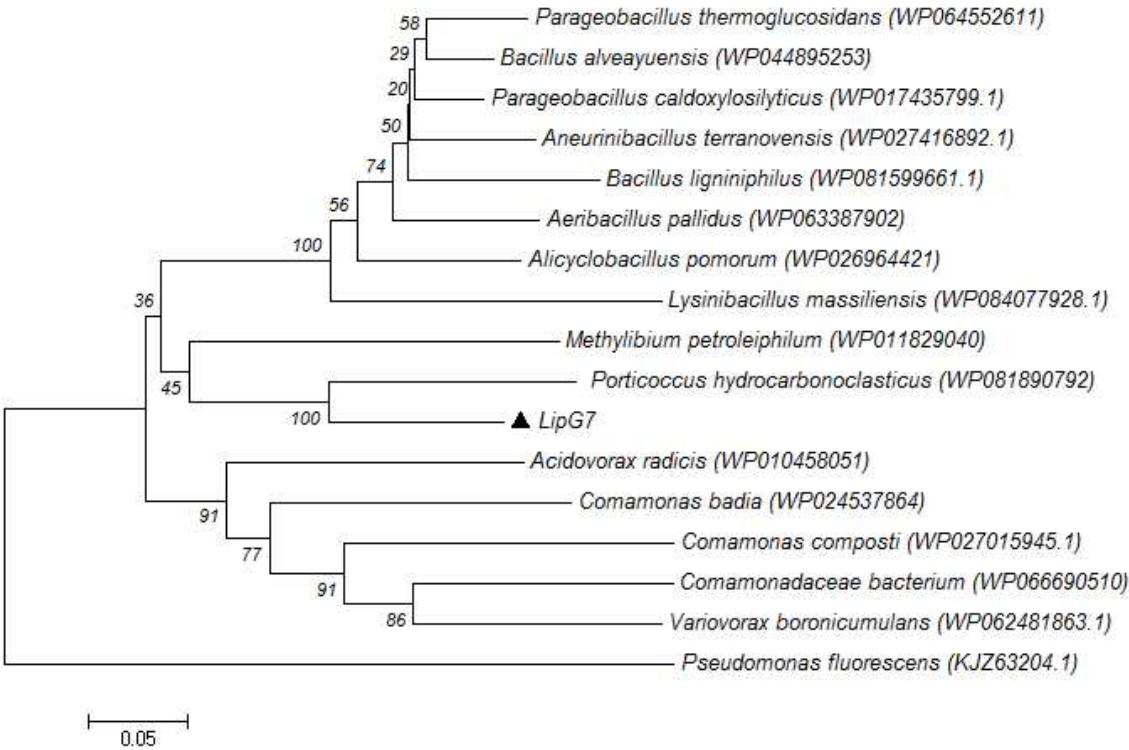 58
Parageobacillus thermoglucosidans (WP064552611)
29
Bacillus alveayuensis (WP044895253)
20
Parageobacillus caldoxylosilyticus (WP017435799.1)
50
Aneurinibacillus terranovensis (WP027416892.1)
74
Bacillus ligniniphilus (WP081599661.1)
56
Aeribacillus pallidus (WP063387902)
100
Alicyclobacillus pomorum (WP026964421)
36
Lysinibacillus massiliensis (WP084077928.1)
Methylibium petroleiphilum (WP011829040)
45
Porticoccus hydrocarbonoclasticus (WP081890792)
100
LipG7
Acidovorax radicis (WP010458051)
91
Comamonas badia (WP024537864)
77
Comamonas composti (WP027015945.1)
91
Comamonadaceae bacterium (WP066690510)
86
Variovorax boronicumulans (WP062481863.1)
Pseudomonas fluorescens (KJZ63204.1)
0.05